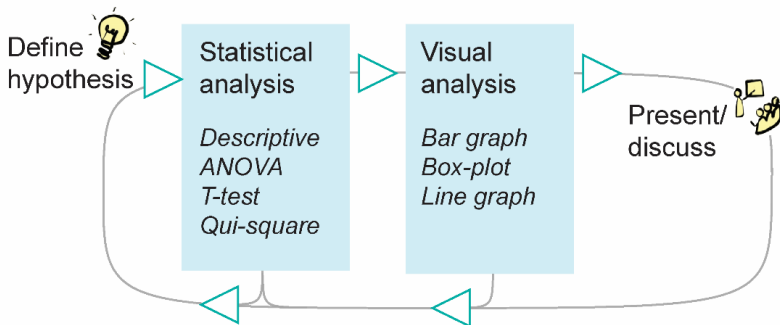 Define
hypothesis
Statistical
analysis
Descriptive
ANOVA
T-test
Qui-square
Visual
analysis
Bar graph
Box-plot
Line graph
Present/
discuss